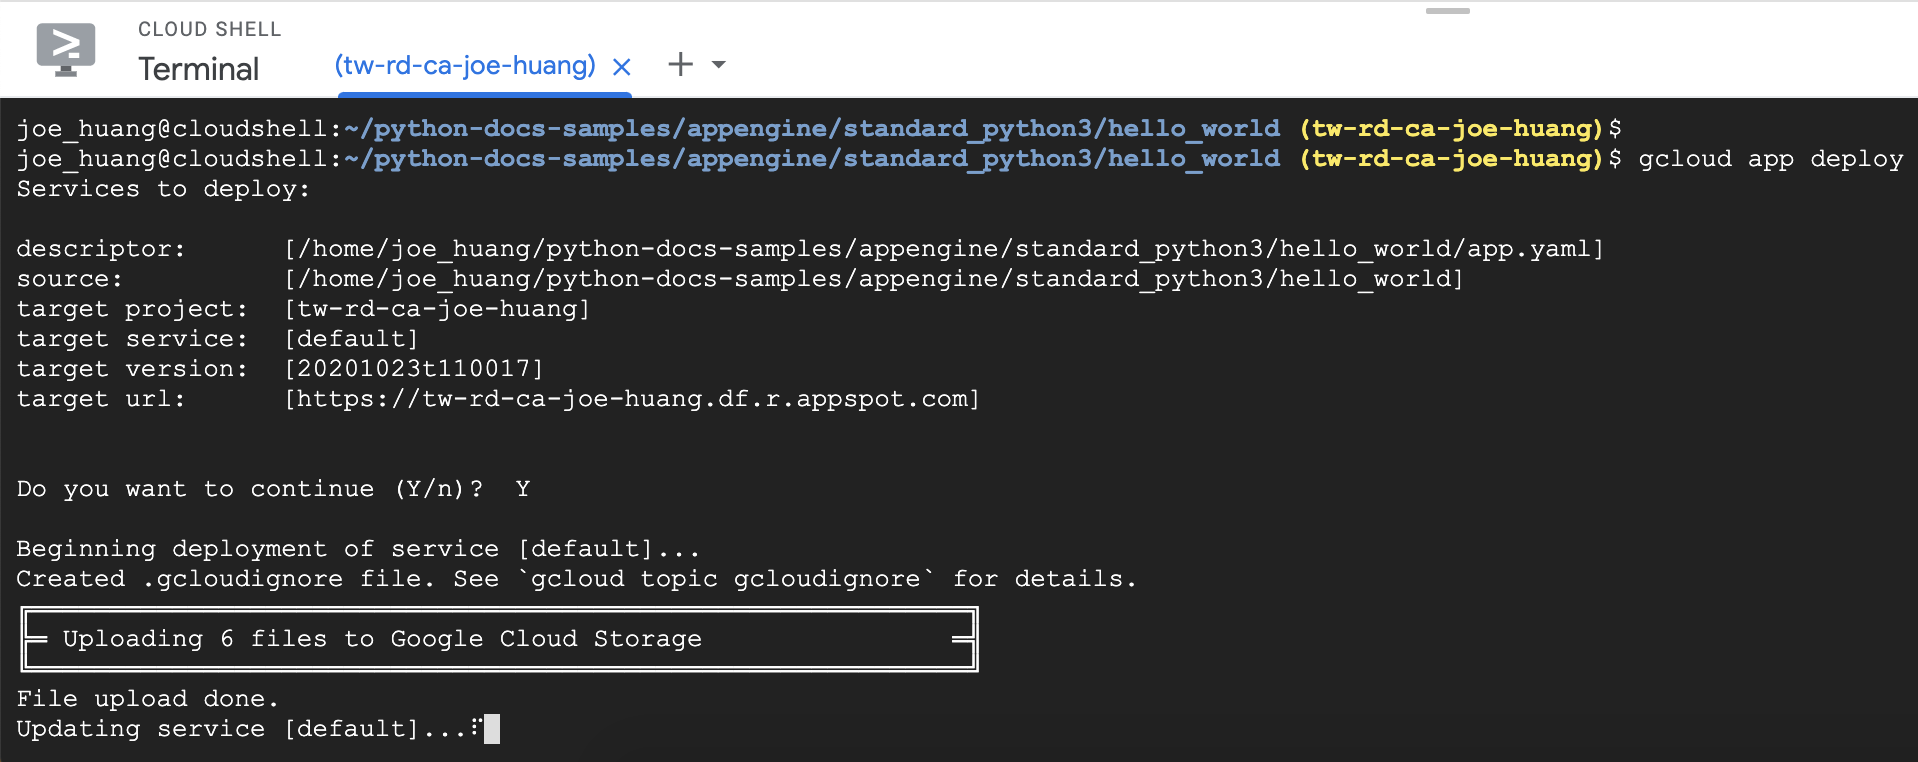 CLOUD SHELL
Terminal
(tw-rd-ca-joe-huang)
joe_huang@cloudshell:~/python-docs-samples/appengine/standard_python3/hello_world (tw-rd-ca-joe-huang)$
joe_huang@cloudshell:~/python-docs-samples/appengine/standard_python3/hello_world (tw-rd-ca-joe-huang)$ gcloud app deploy
Services to deploy:
descriptor: [/home/joe_huang/python-docs-samples/appengine/standard_python3/hello_world/app.yaml]
source: [/home/joe_huang/python-docs-samples/appengine/standard_python3/hello_world]
target project: [tw-rd-ca-joe-huang]
target service: [default]
target version: [20201023t110017]
target url: [https://tw-rd-ca-joe-huang.df.r.appspot.com]
Do you want to continue (Y/n)? Y
Beginning deployment of service [default]...
Created .gcloudignore file. See `gcloud topic gcloudignore` for details.
Uploading 6 files to Google Cloud Storage
File upload done.
Updating service [default]...